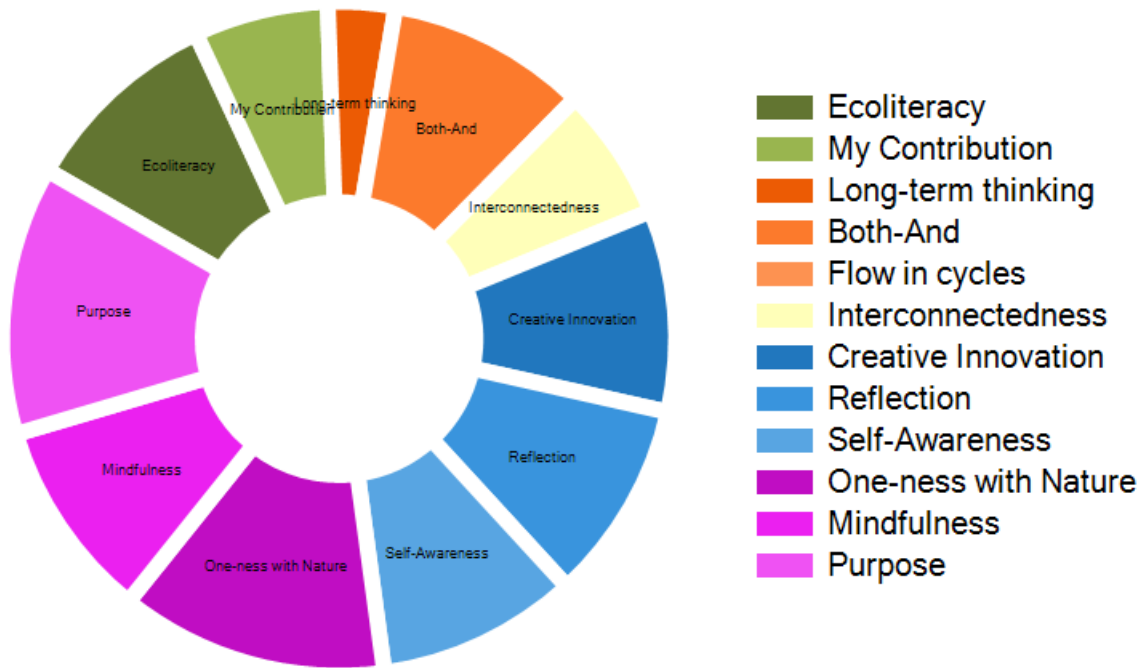 My Contribution
Long-term thinking
Both-And
Ecoliteracy
Interconnectedness
Purpose
Creative Innovation
Mindfulness
Reflection
Self-Awareness
One-ness with Nature
Ecoliteracy
My Contribution
Long-term thinking
Both-And
Flow in cycles
Interconnectedness
Creative Innovation
Reflection
Self-Awareness
One-ness with Nature
Mindfulness
Purpose